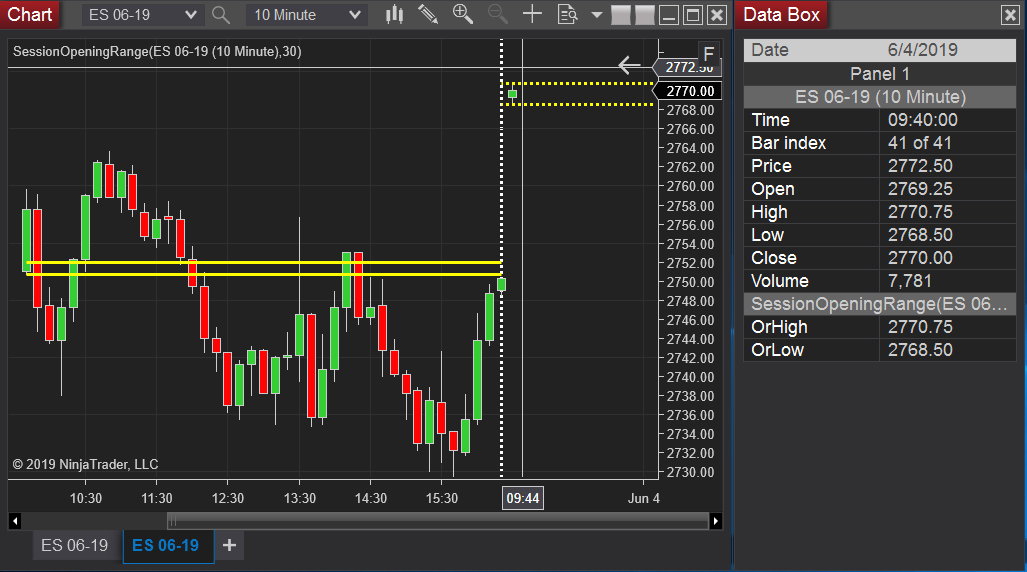 Chart
ES 06-19
10 Minute
SessionOpeningRange(ES 06-19 (10 Minute),30)
F
2772.50
2770.00
2768.00
2766.00
2764.00
2762.00
2760.00
2758.00
2756.00
2754.00
2752.00
2750.00
2748.00
2746.00
2744.00
2742.00
2740.00
2738.00
2736.00
2734.00
2732.00
2730.00
© 2019 NinjaTrader, LLC
10:30 11:30 12:30 13:30 14:30 15:30 09:44 Jun 4
ES 06-19 ES 06-19 +
Data Box
Date 6/4/2019
Panel 1
ES 06-19 (10 Minute)
Time 09:40:00
Bar index 41 of 41
Price 2772.50
Open 2769.25
High 2770.75
Low 2768.50
Close 2770.00
Volume 7,781
SessionOpeningRange(ES 06...
OrHigh 2770.75
OrLow 2768.50